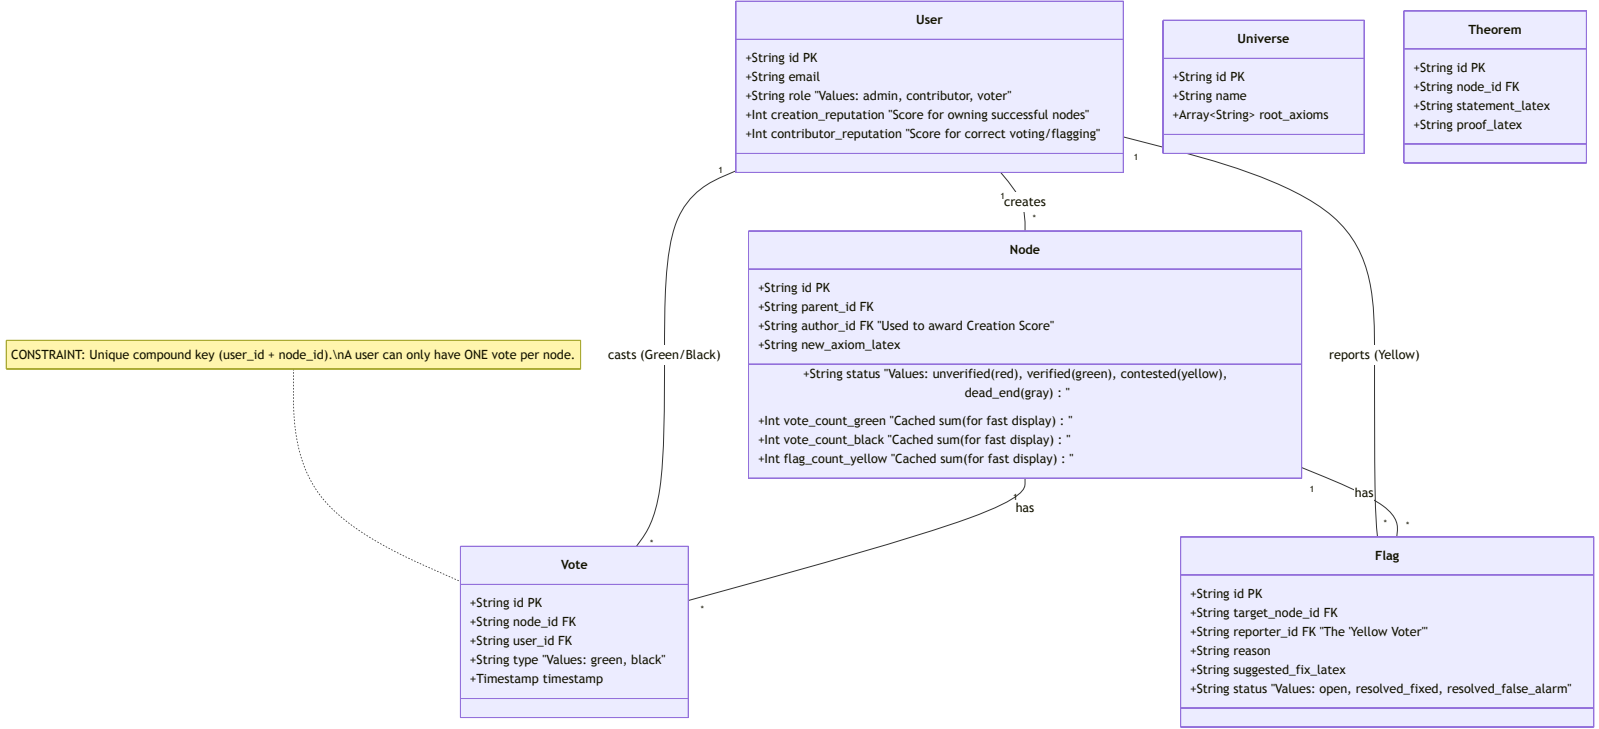 User
+String id PK
+String email
+String role "Values: admin, contributor, voter"
+Int creation_reputation "Score for owning successful nodes"
+Int contributor_reputation "Score for correct voting/flagging"
Universe
+String id PK
+String name
+Array<String> root_axioms
Theorem
+String id PK
+String node_id FK
+String statement_latex
+String proof_latex
1
1
1
creates
*
Node
+String id PK
+String parent_id FK
+String author_id FK "Used to award Creation Score"
+String new_axiom_latex
+String status "Values: unverified(red), verified(green), contested(yellow),
dead_end(gray) : "
+Int vote_count_green "Cached sum(for fast display) : "
+Int vote_count_black "Cached sum(for fast display) : "
+Int flag_count_yellow "Cached sum(for fast display) : "
CONSTRAINT: Unique compound key (user_id + node_id).\nA user can only have ONE vote per node.
casts (Green/Black)
reports (Yellow)
1
has
1
has
*
*
*
*
Vote
+String id PK
+String node_id FK
+String user_id FK
+String type "Values: green, black"
+Timestamp timestamp
Flag
+String id PK
+String target_node_id FK
+String reporter_id FK "The 'Yellow Voter'"
+String reason
+String suggested_fix_latex
+String status "Values: open, resolved_fixed, resolved_false_alarm"